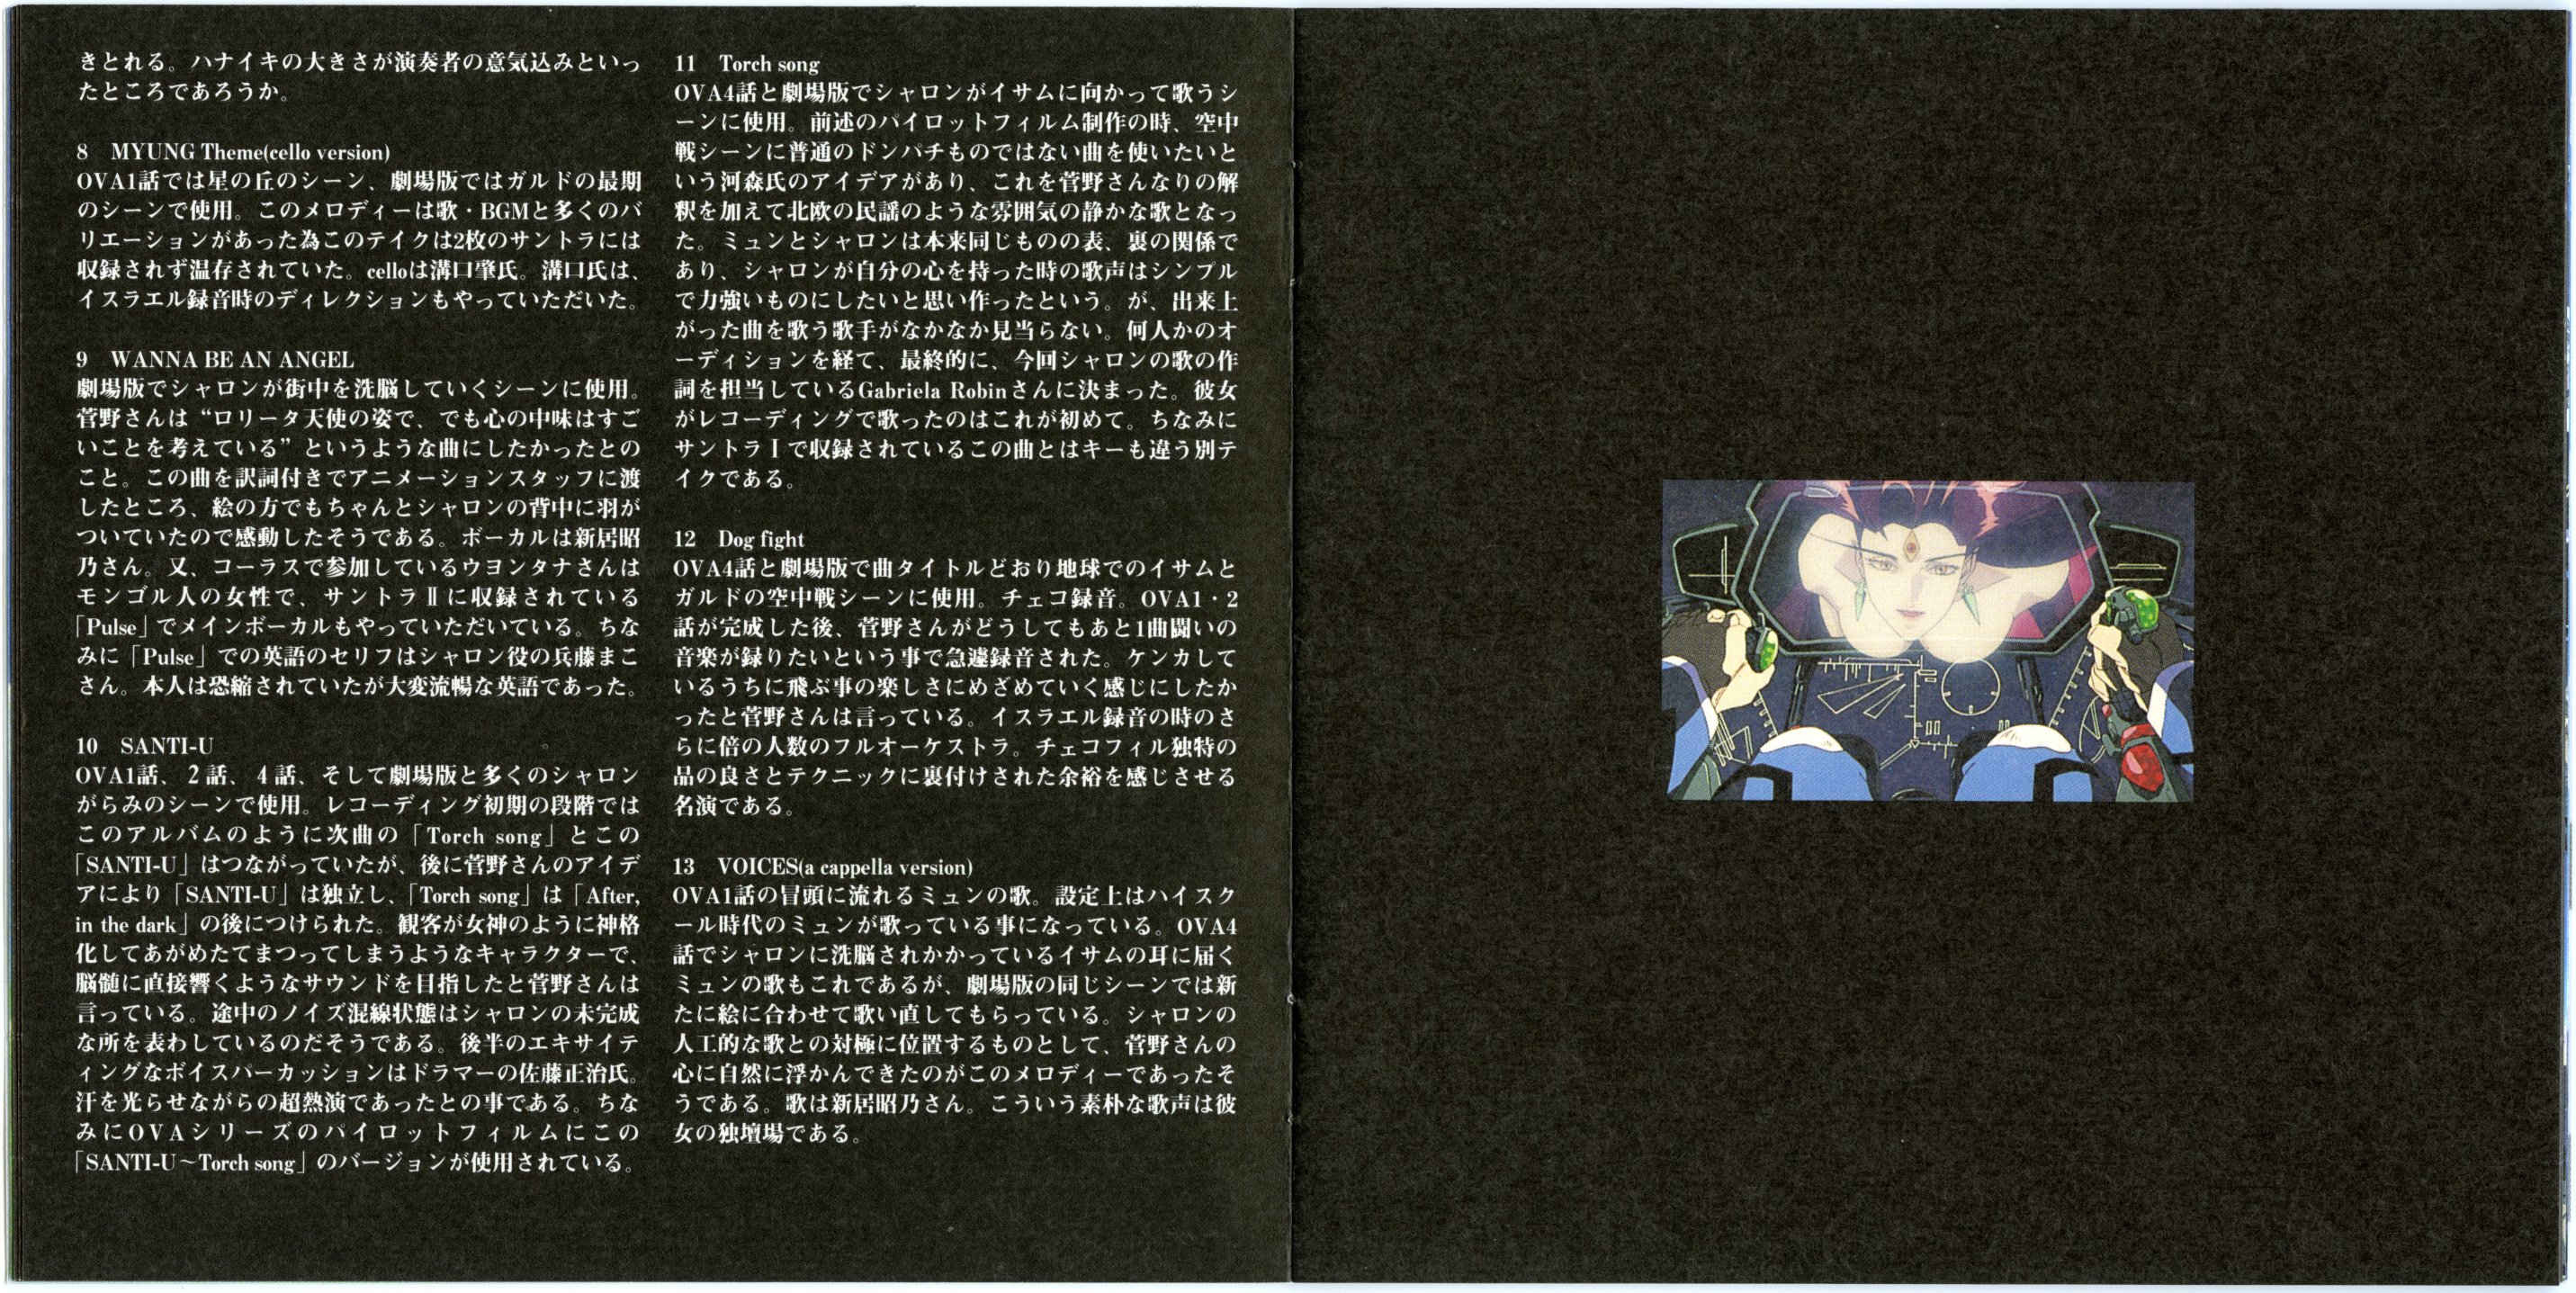 きとれる。ハナイキの大きさが演奏者の意気込みといっ
たところであろうか。
8 MYUNG Theme(cello version)
OVA1話では星の丘のシーン、劇場版ではガルドの最期
のシーンで使用。このメロディーは歌・BGMと多くのバ
リエーションがあった為このテイクは2枚のサントラには
収録されず温存されていた。celloは溝口肇氏。溝口氏は、
イスラエル録音時のディレクションもやっていただいた。
9 WANNA BE AN ANGEL
劇場版でシャロンが街中を洗脳していくシーンに使用。
菅野さんは“ロリータ天使の姿で、でも心の中味はすご
いことを考えている”というような曲にしたかったとの
こと。この曲を訳詞付きでアニメーションスタッフに渡
したところ、絵の方でもちゃんとシャロンの背中に羽が
ついていたので感動したそうである。ボーカルは新居昭
乃さん。又、コーラスで参加しているウヨンタナさんは
モンゴル人の女性で、サントラⅡに収録されている
「Pulse」でメインボーカルもやっていただいている。ちな
みに「Pulse」での英語のセリフはシャロン役の兵藤まこ
さん。本人は恐縮されていたが大変流暢な英語であった。
10 SANTI-U
OVA1話、2話、4話、そして劇場版と多くのシャロン
がらみのシーンで使用。レコーディング初期の段階では
このアルバムのように次曲の「Torch song」とこの
「SANTI-U」はつながっていたが、後に菅野さんのアイデ
アにより「SANTI-U」は独立し、「Torch song」は「After,
in the dark」の後につけられた。観客が女神のように神格
化してあがめたてまつってしまうようなキャラクターで、
脳髄に直接響くようなサウンドを目指したと菅野さんは
言っている。途中のノイズ混線状態はシャロンの未完成
な所を表わしているのだそうである。後半のエキサイテ
ィングなボイスパーカッションはドラマーの佐藤正治氏。
汗を光らせながらの超熱演であったとの事である。ちな
みにOVAシリーズのパイロットフィルムにこの
「SANTI-U~Torch song」のバージョンが使用されている。
11 Torch song
OVA4話と劇場版でシャロンがイサムに向かって歌うシ
ーンに使用。前述のパイロットフィルム制作の時、空中
戦シーンに普通のドンパチものではない曲を使いたいと
いう河森氏のアイデアがあり、これを菅野さんなりの解
釈を加えて北欧の民謡のような雰囲気の静かな歌となっ
た。ミュンとシャロンは本来同じものの表、裏の関係で
あり、シャロンが自分の心を持った時の歌声はシンプル
で力強いものにしたいと思い作ったという。が、出来上
がった曲を歌う歌手がなかなか見当らない。何人かのオ
ーディションを経て、最終的に、今回シャロンの歌の作
詞を担当しているGabriela Robinさんに決まった。彼女
がレコーディングで歌ったのはこれが初めて。ちなみに
サントラⅠで収録されているこの曲とはキーも違う別テ
イクである。
12 Dog fight
OVA4話と劇場版で曲タイトルどおり地球でのイサムと
ガルドの空中戦シーンに使用。チェコ録音。OVA1・2
話が完成した後、菅野さんがどうしてもあと1曲闘いの
音楽が録りたいという事で急遽録音された。ケンカして
いるうちに飛ぶ事の楽しさにめざめていく感じにしたか
ったと菅野さんは言っている。イスラエル録音の時のさ
らに倍の人数のフルオーケストラ。チェコフィル独特の
品の良さとテクニックに裏付けされた余裕を感じさせる
名演である。
13 VOICES(a cappella version)
OVA1話の冒頭に流れるミュンの歌。設定上はハイスク
ール時代のミュンが歌っている事になっている。OVA4
話でシャロンに洗脳されかかっているイサムの耳に届く
ミュンの歌もこれであるが、劇場版の同じシーンでは新
たに絵に合わせて歌い直してもらっている。シャロンの
人工的な歌との対極に位置するものとして、菅野さんの
心に自然に浮かんできたのがこのメロディーであったそ
うである。歌は新居昭乃さん。こういう素朴な歌声は彼
女の独壇場である。